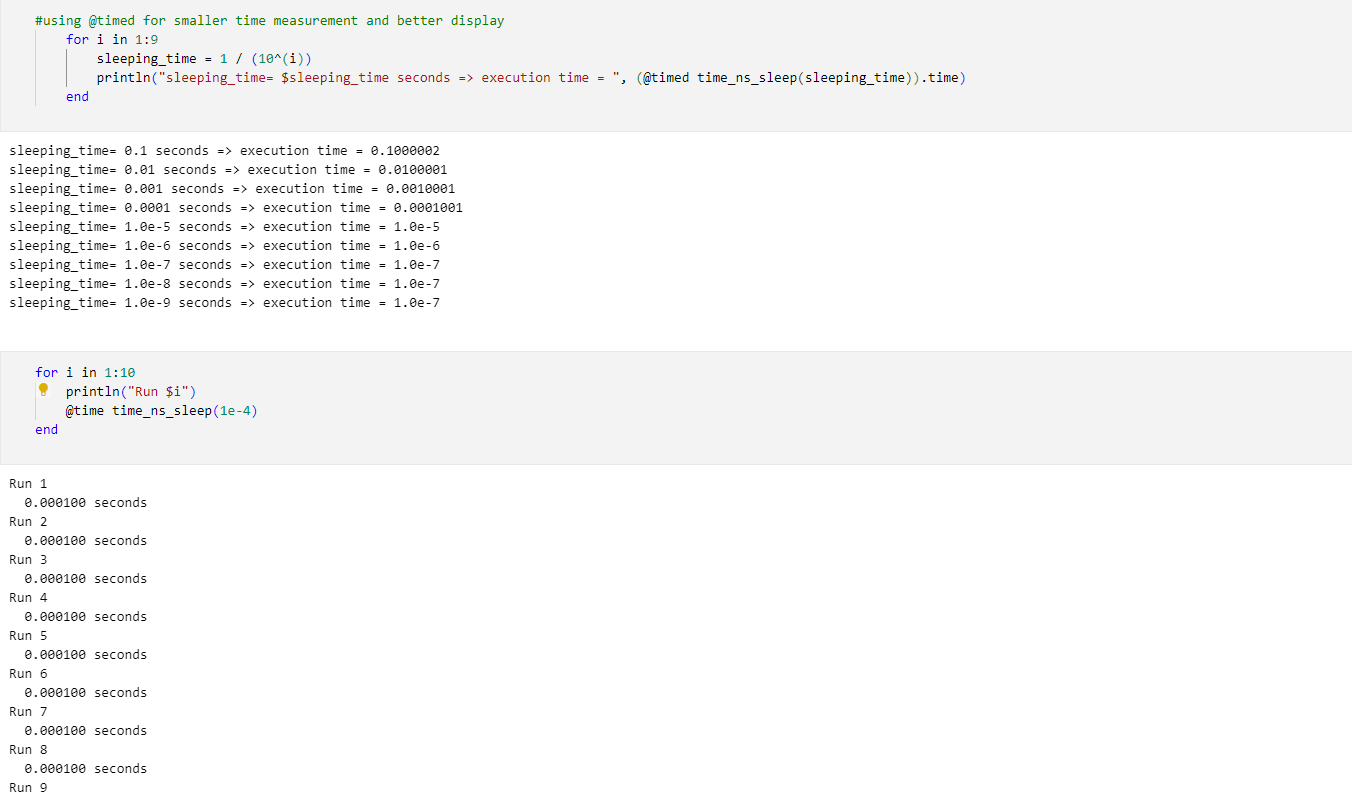 #using @timed for smaller time measurement and better display
for i in 1:9
sleeping_time = 1 / (10^(i))
println("sleeping_time= $sleeping_time seconds => execution time = ", (@timed time_ns_sleep(sleeping_time)).time)
end
sleeping_time= 0.1 seconds => execution time = 0.1000002
sleeping_time= 0.01 seconds => execution time = 0.0100001
sleeping_time= 0.001 seconds => execution time = 0.0010001
sleeping_time= 0.0001 seconds => execution time = 0.0001001
sleeping_time= 1.0e-5 seconds => execution time = 1.0e-5
sleeping_time= 1.0e-6 seconds => execution time = 1.0e-6
sleeping_time= 1.0e-7 seconds => execution time = 1.0e-7
sleeping_time= 1.0e-8 seconds => execution time = 1.0e-7
sleeping_time= 1.0e-9 seconds => execution time = 1.0e-7
for i in 1:10
println("Run $i")
@time time_ns_sleep(1e-4)
end
Run 1
0.000100 seconds
Run 2
0.000100 seconds
Run 3
0.000100 seconds
Run 4
0.000100 seconds
Run 5
0.000100 seconds
Run 6
0.000100 seconds
Run 7
0.000100 seconds
Run 8
0.000100 seconds
Run 9